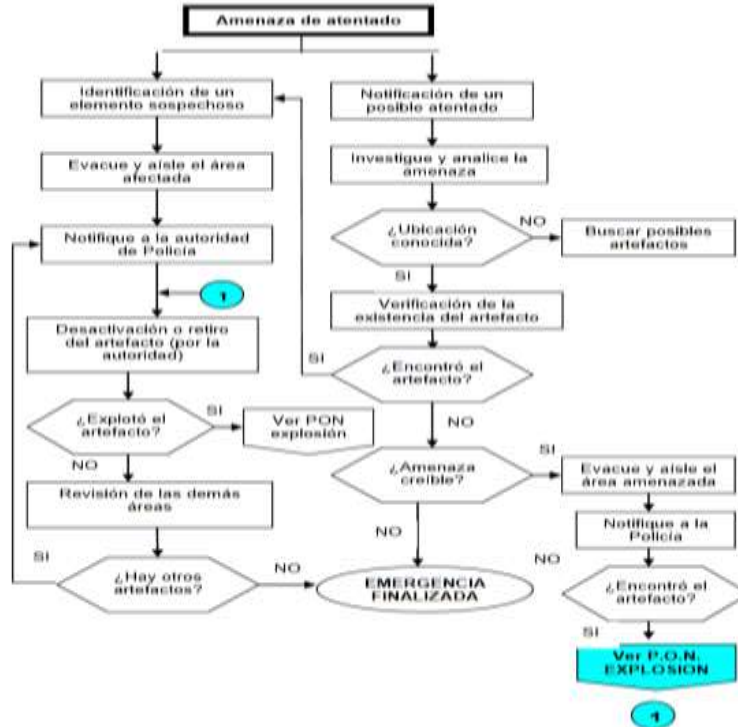 Amenaza de atentado
Identificación de un
elemento sospechoso
Notificación de un
posible atentado
Evacue y aísle el área
afectada
Investigue y analice la
amenaza
Notifique a la autoridad
de Policía
¿Ubicación
conocida?
NO
Buscar posibles
artefactos
SI
1
Verificación de la
existencia del artefacto
Desactivación o retiro
del artefacto (por la
autoridad)
SI
¿Encontró el
artefacto?
NO
¿Explotó el
artefacto?
SI
Ver PON
explosión
NO
¿Amenaza
creíble?
SI
Evacue y aísle el
área amenazada
Revisión de las demás
áreas
NO
Notifique a la
Policía
SI
¿Hay otros
artefactos?
NO
EMERGENCIA
FINALIZADA
NO
¿Encontró el
artefacto?
SI
Ver P.O.N.
EXPLOSION
1